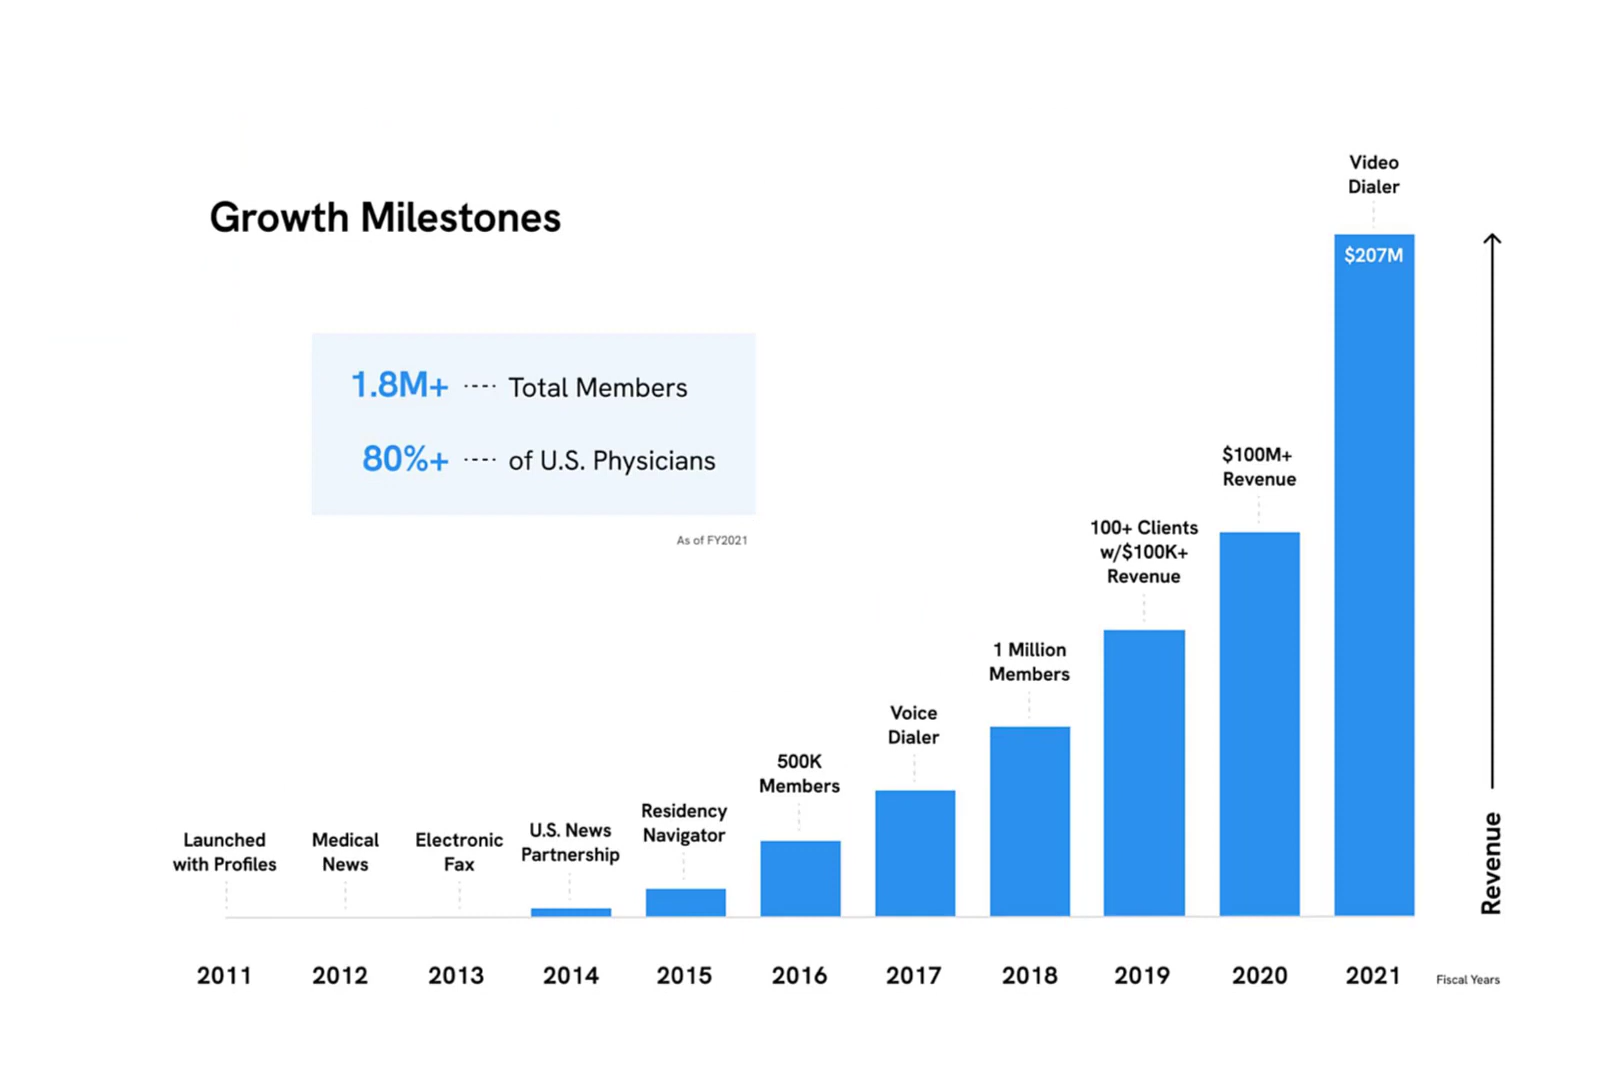 Growth Milestones
1.8M+ ---- Total Members
80%+ ---- of U.S. Physicians
As of FY2021
Launched
with Profiles
Medical
News
Electronic
Fax
U.S. News
Partnership
Residency
Navigator
500K
Members
Voice
Dialer
1 Million
Members
100+ Clients
w/$100K+
Revenue
$100M+
Revenue
Video
Dialer
$207M
Revenue
2011 2012 2013 2014 2015 2016 2017 2018 2019 2020 2021 Fiscal Years